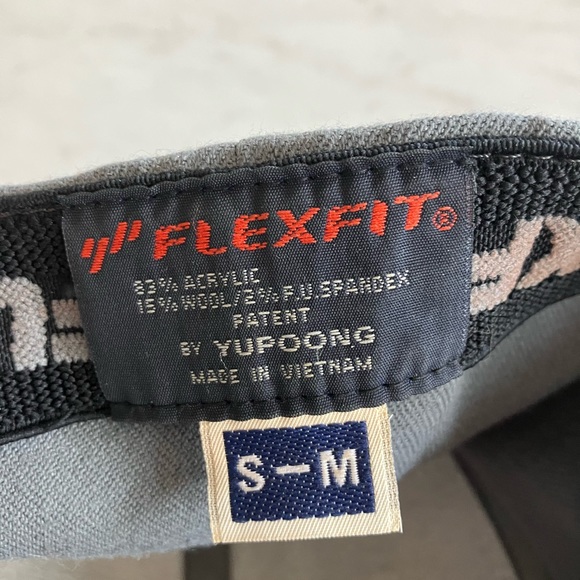 FLEXFIT®
83% ACRYLIC
15% WOOL/2% P.U.SPANDEX
PATENT
BY YUPOONG
MADE IN VIETNAM
S-M